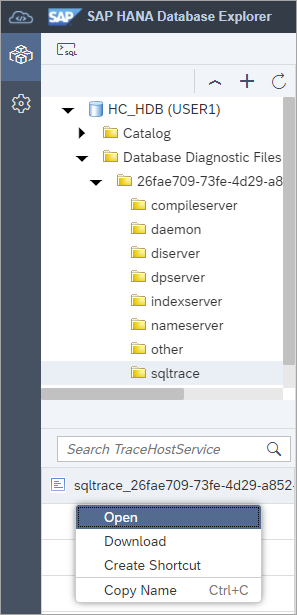 SAP SAP HANA Database Explorer
SQL
HC_HDB (USER1)
Catalog
Database Diagnostic Files
26fae709-73fe-4d29-a8
compileserver
daemon
diserver
dpserver
indexserver
nameserver
other
sqltrace
Search TraceHostService
sqltrace_26fae709-73fe-4d29-a852-
Open
Download
Create Shortcut
Copy Name Ctrl+C